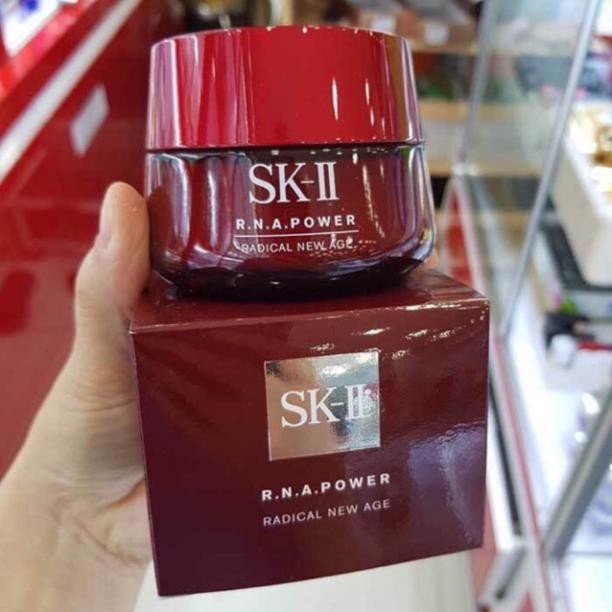 SK-II
R.N.A.POWER
RADICAL NEW AGE
SK-II
R.N.A.POWER
RADICAL NEW AGE